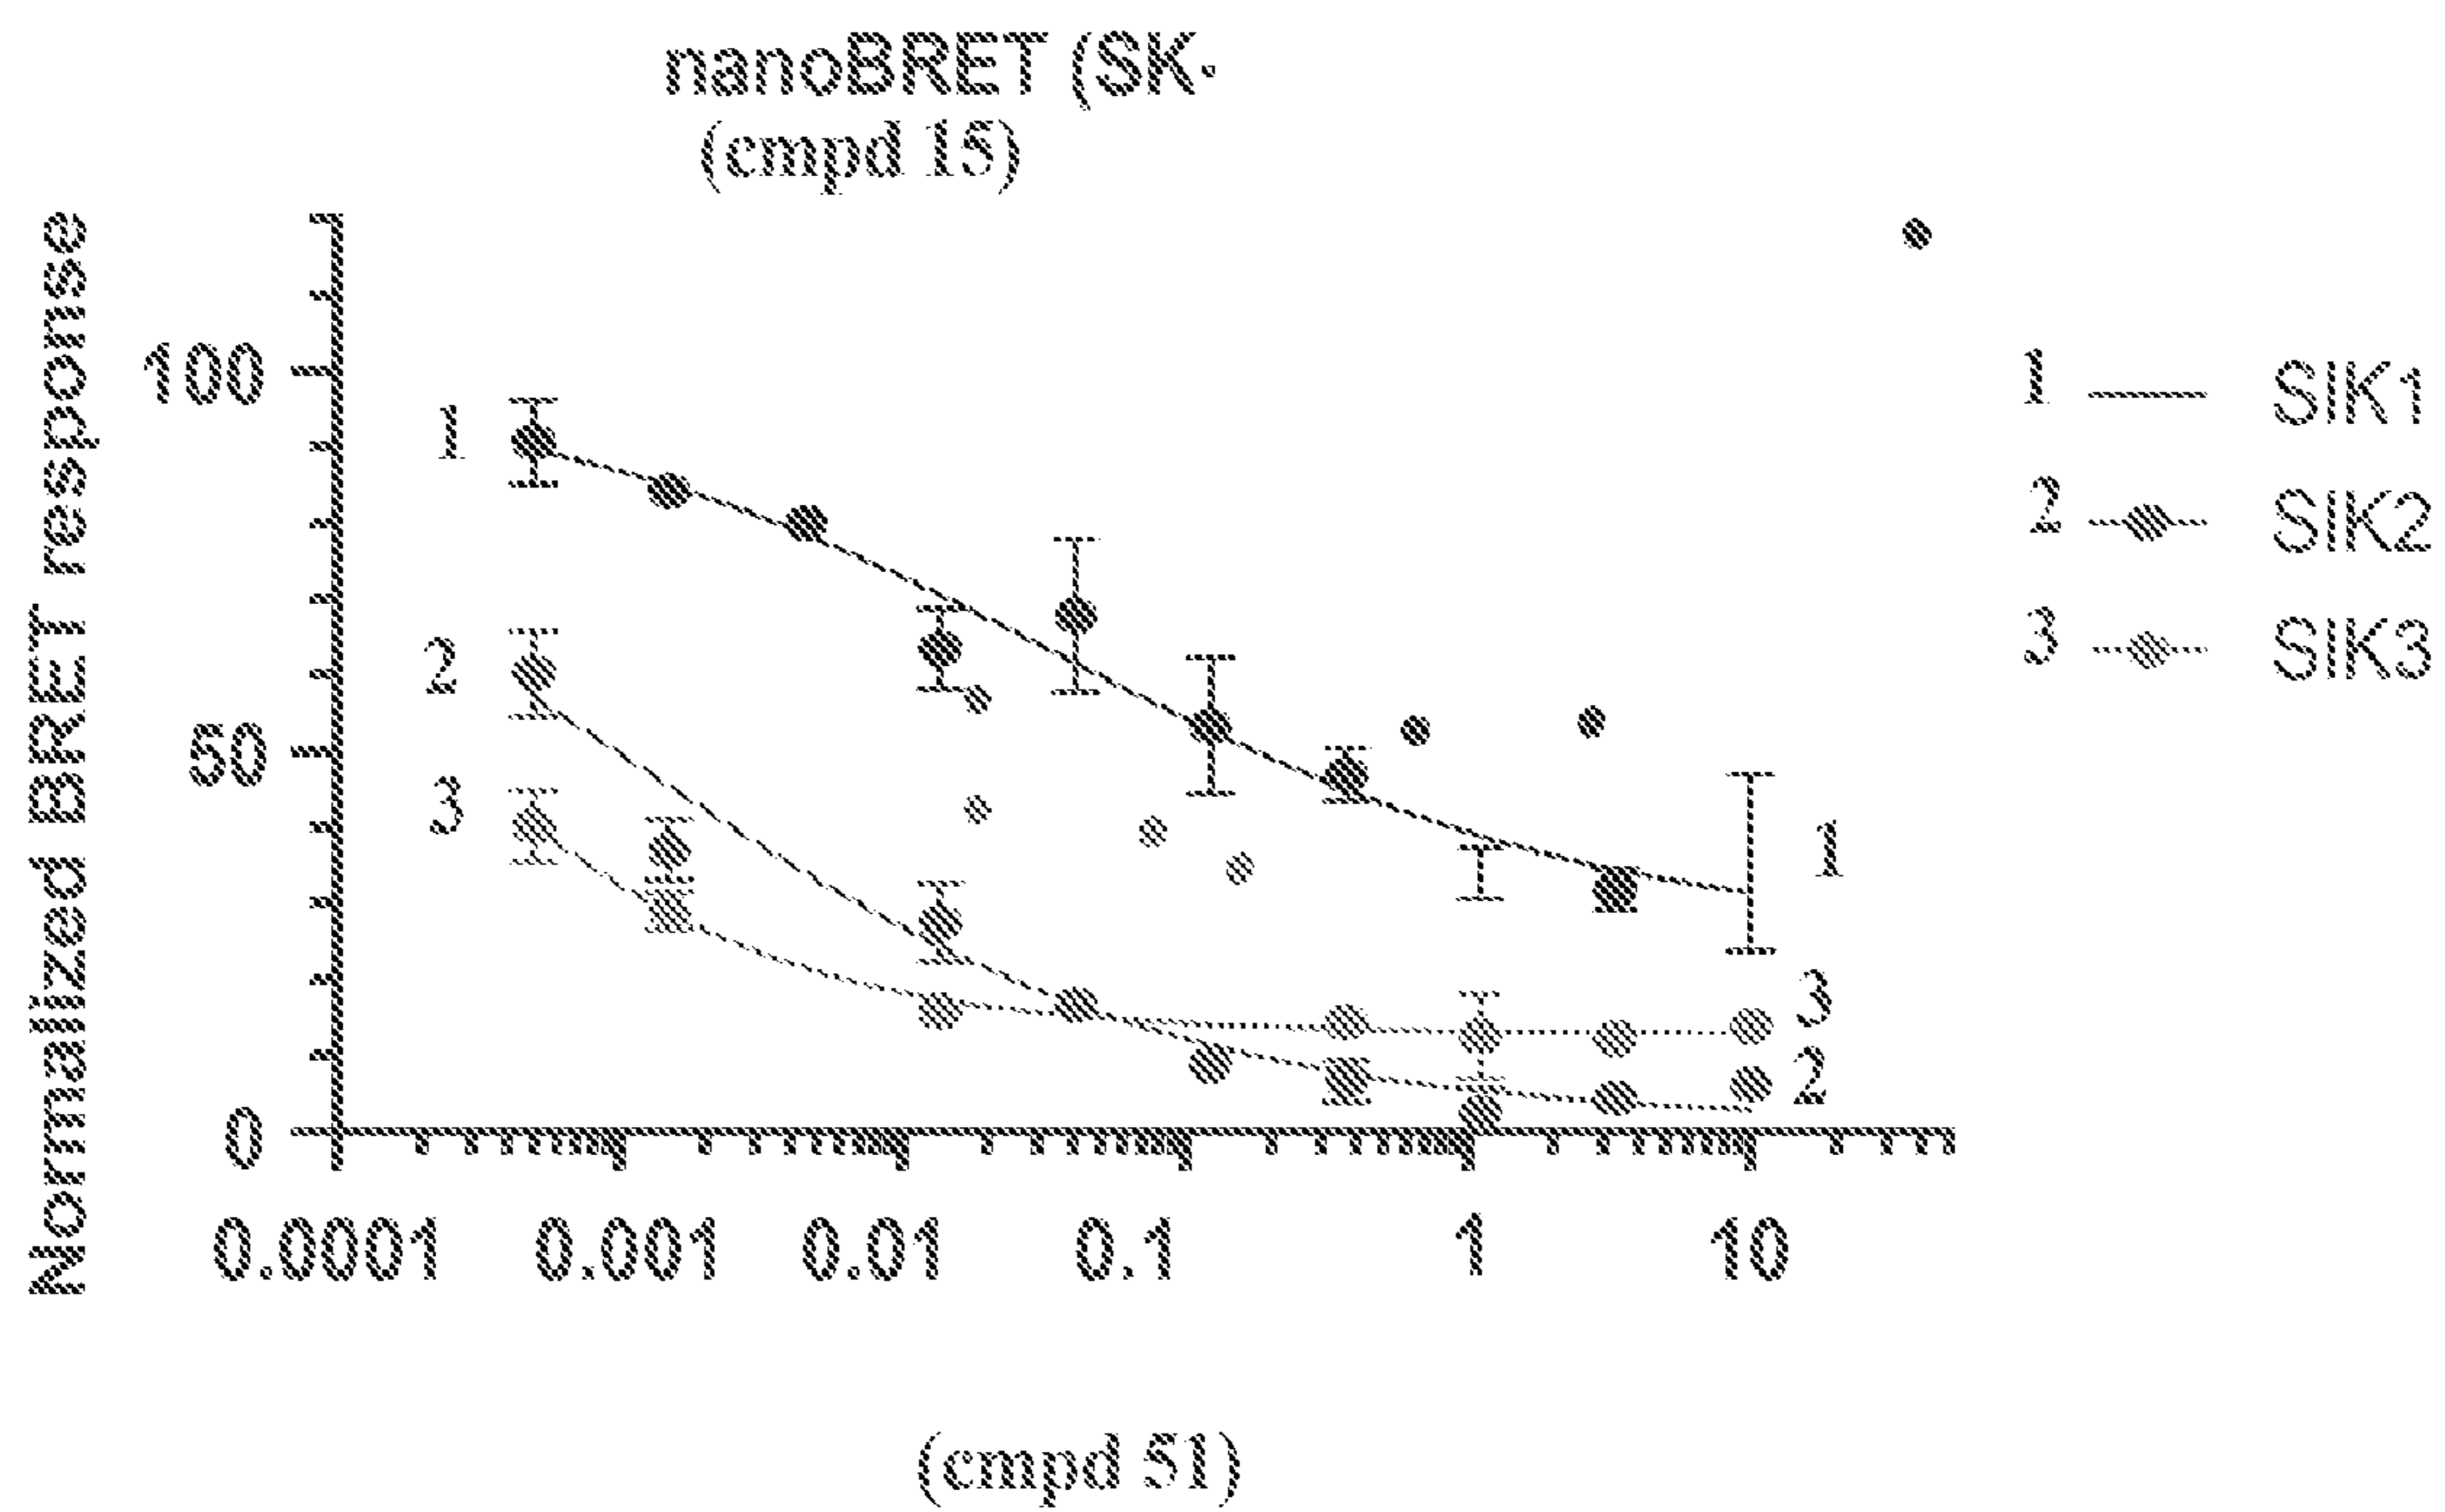 nanoBRET (SK.
(cmpd 15)
Normalized BRET response
100
50
0
1
2
3
1
3
2
1 SIK1
2 SIK2
3 SIK3
0.0001 0.001 0.01 0.1 1 10
(cmpd 51)